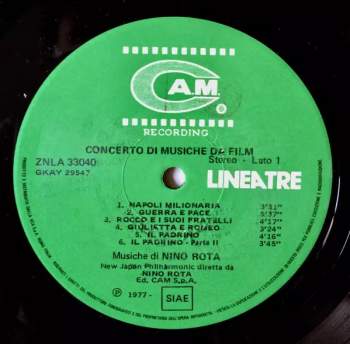 C.A.M.
®
RECORDING
CONCERTO DI MUSICHE DA FILM
ZNLA 33040
GKAY 29547
Stereo - Lato 1
LINEATRE
1. NAPOLI MILIONARIA 3'31"
2. GUERRA E PACE 5'37"
3. ROCCO E I SUOI FRATELLI 4'17"
4. GIULIETTA e ROMEO 3'24"
5. IL PADRINO 4'16"
6. IL PADRINO - Parte II 3'45"
Musiche di NINO ROTA
New Japan Philharmonic diretta da
NINO ROTA
Ed. CAM S.p.A.
Ⓟ 1977 -
SIAE